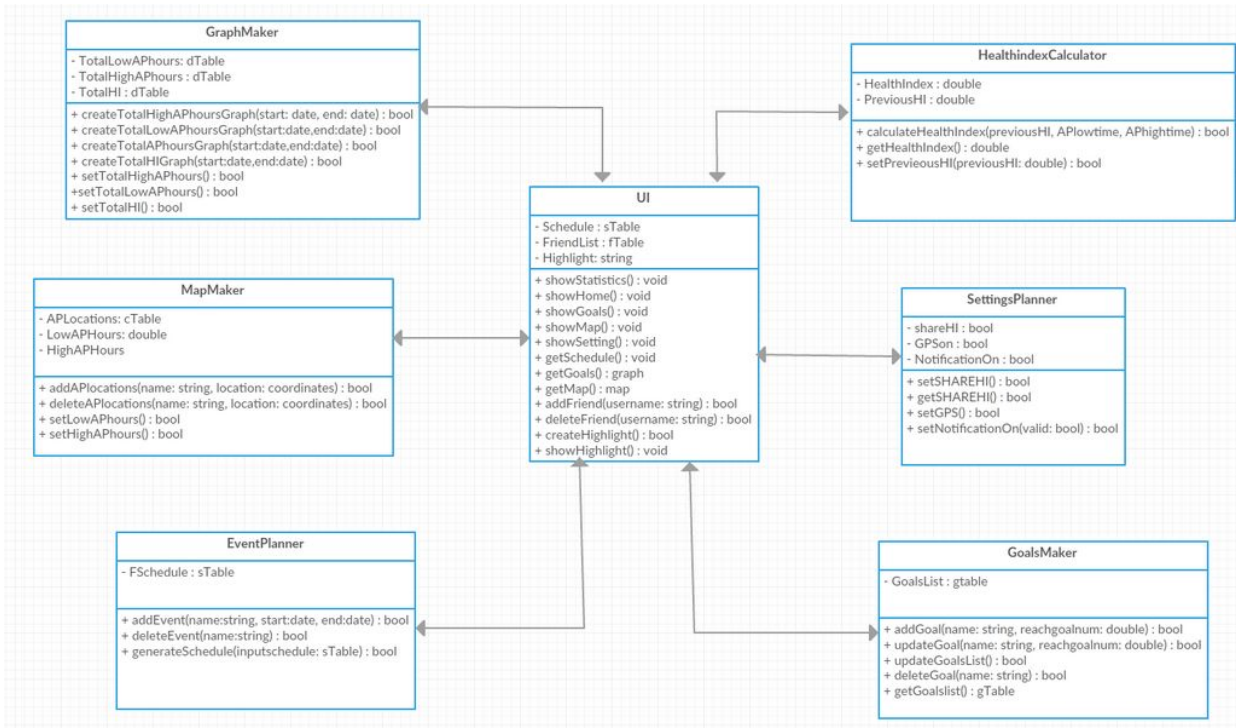 GraphMaker
- TotalLowAPhours: dTable
- TotalHighAPhours : dTable
- TotalHI : dTable
+ createTotalHighAPhoursGraph(start: date, end: date) : bool
+ createTotalLowAPhoursGraph(start:date,end:date) : bool
+ createTotalAPhoursGraph(start:date,end:date) : bool
+ createTotalHIGraph(start:date,end:date) : bool
+ setTotalHighAPhours() : bool
+setTotalLowAPhours() : bool
+ setTotalHI() : bool
HealthindexCalculator
- HealthIndex : double
- PreviousHI : double
+ calculateHealthIndex(previousHI, APlowtime, APhightime) : bool
+ getHealthIndex() : double
+ setPrevieousHI(previousHI: double) : bool
UI
- Schedule : sTable
- FriendList : fTable
- Highlight: string
+ showStatistics() : void
+ showHome() : void
+ showGoals() : void
+ showMap() : void
+ showSetting() : void
+ getSchedule() : void
+ getGoals() : graph
+ getMap() : map
+ addFriend(username: string) : bool
+ deleteFriend(username: string) : bool
+ createHighlight() : bool
+ showHighlight() : void
MapMaker
- APLocations: cTable
- LowAPHours: double
- HighAPHours
+ addAPlocations(name: string, location: coordinates) : bool
+ deleteAPlocations(name: string, location: coordinates) : bool
+ setLowAPhours() : bool
+ setHighAPhours() : bool
SettingsPlanner
- shareHI : bool
- GPSon : bool
- NotificationOn : bool
+ setSHAREHI() : bool
+ getSHAREHI() : bool
+ setGPS() : bool
+ setNotificationOn(valid: bool) : bool
EventPlanner
- FSchedule : sTable
+ addEvent(name:string, start:date, end:date) : bool
+ deleteEvent(name:string) : bool
+ generateSchedule(inputschedule: sTable) : bool
GoalsMaker
- GoalsList : gtable
+ addGoal(name: string, reachgoalnum: double) : bool
+ updateGoal(name: string, reachgoalnum: double) : bool
+ updateGoalsList() : bool
+ deleteGoal(name: string) : bool
+ getGoalslist() : gTable